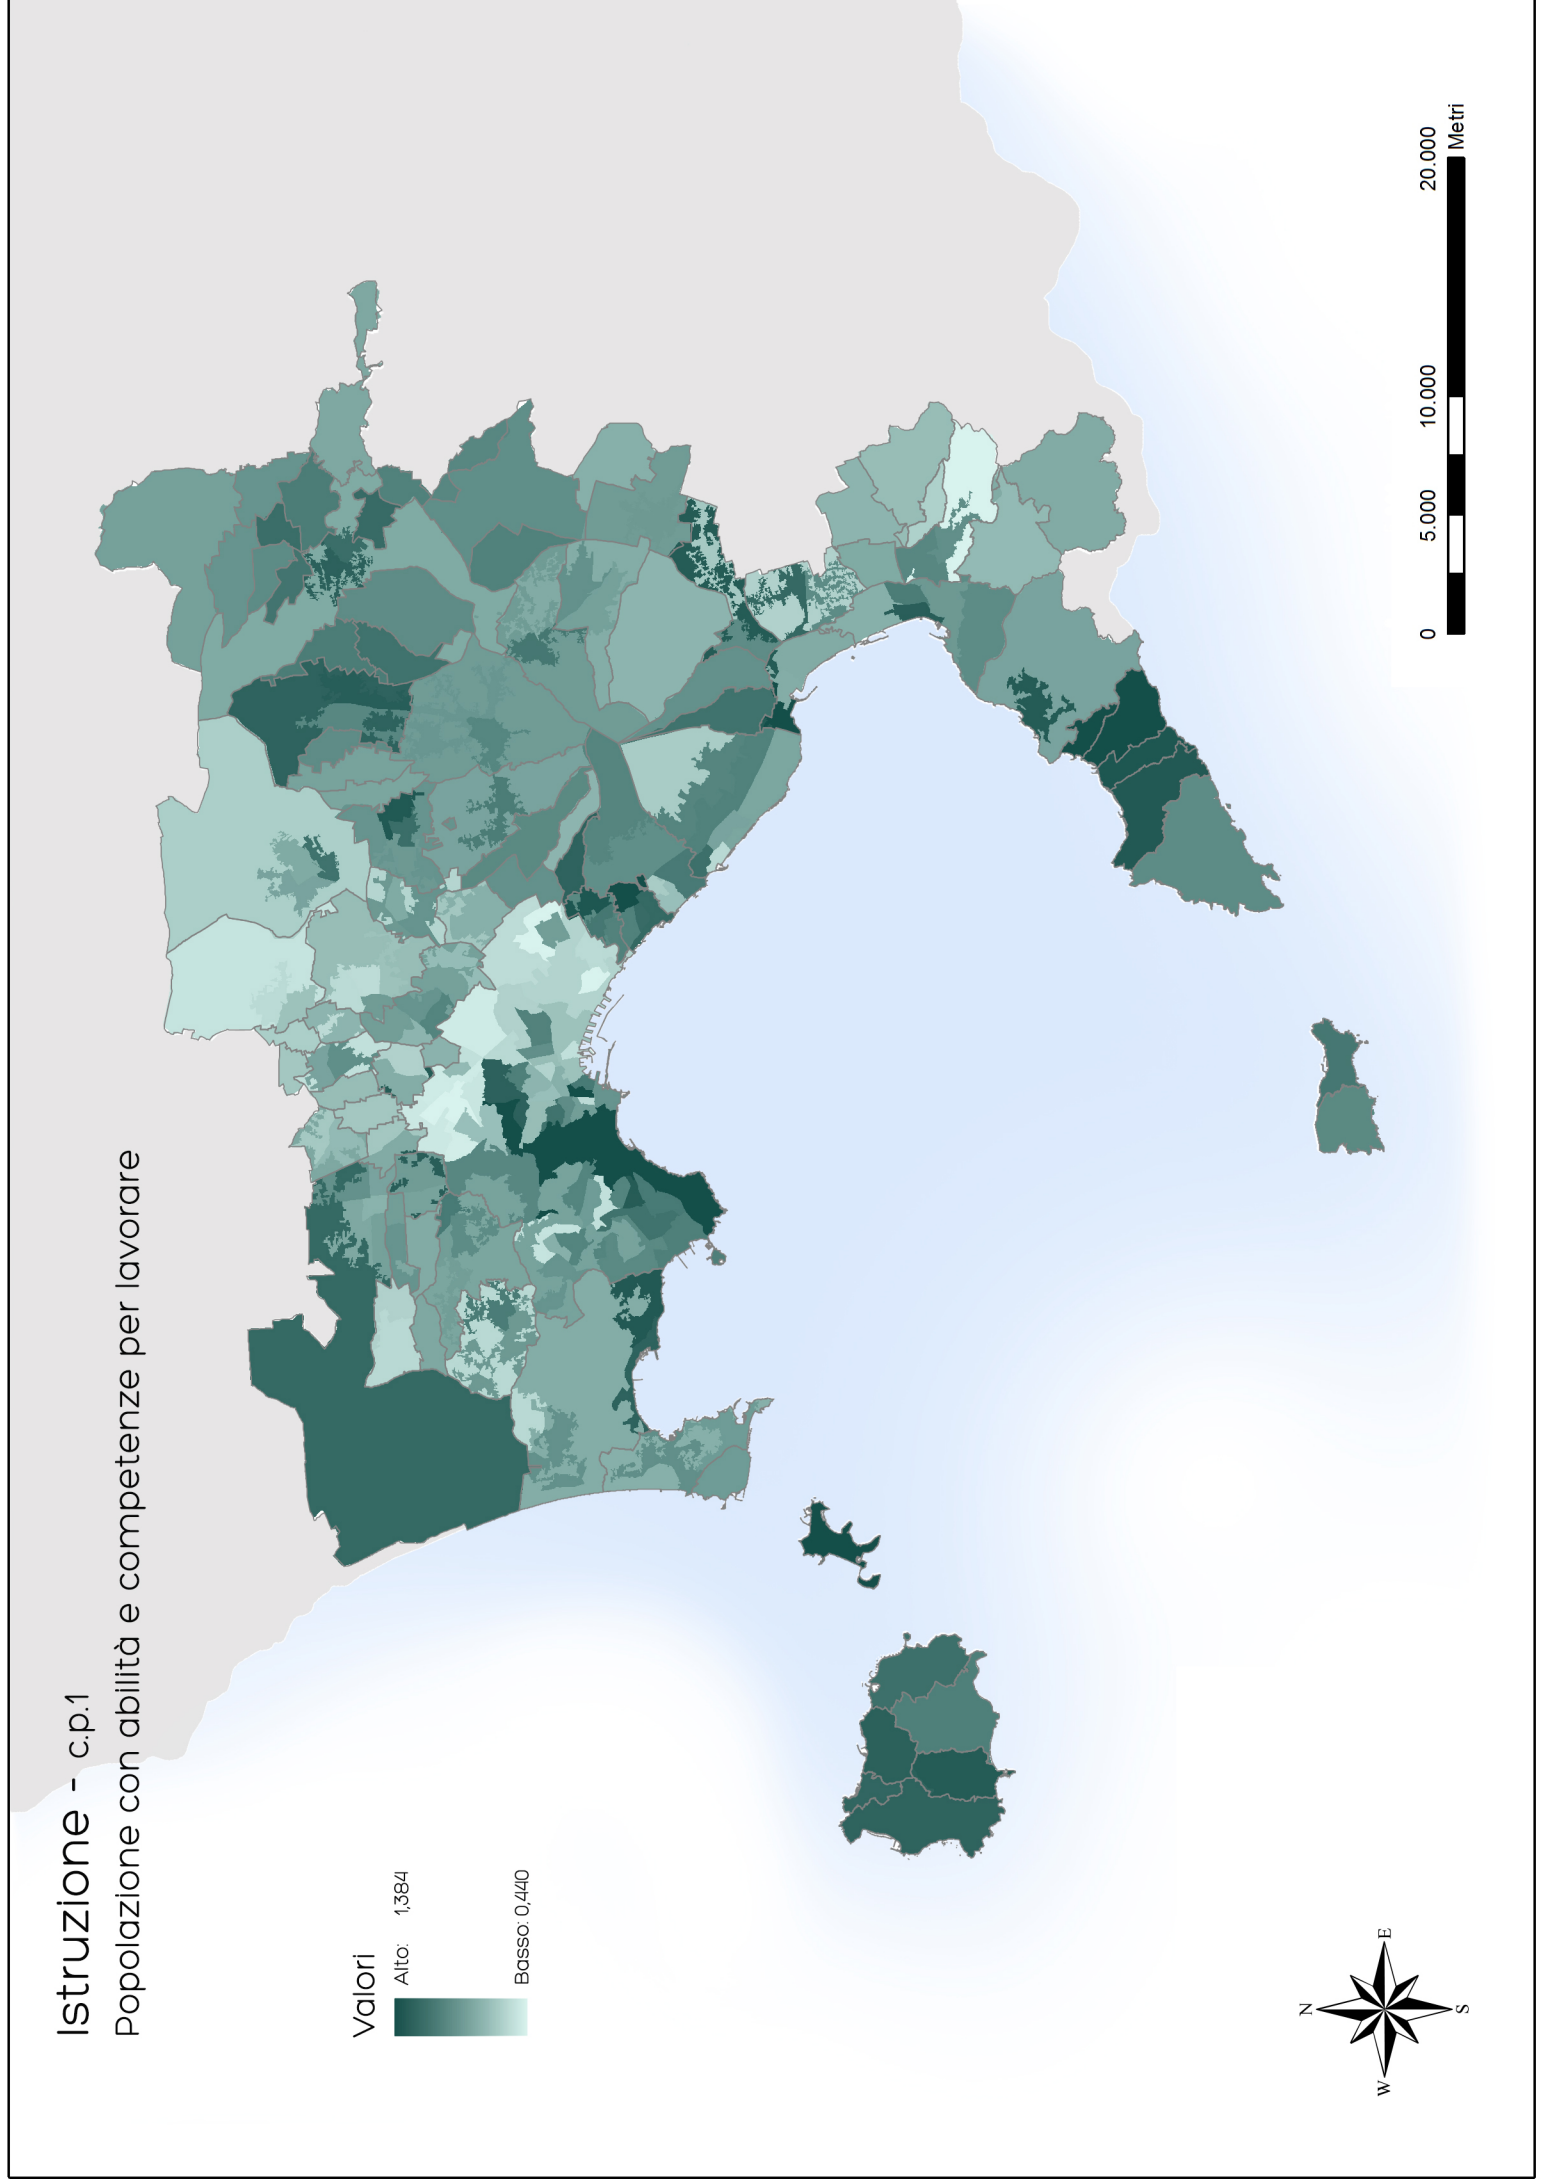 Istruzione - c.p.1
Popolazione con abilità e competenze per lavorare
Valori
Alto: 1,384
Basso: 0,440
N
W
E
S
0 5.000 10.000 20.000
Metri